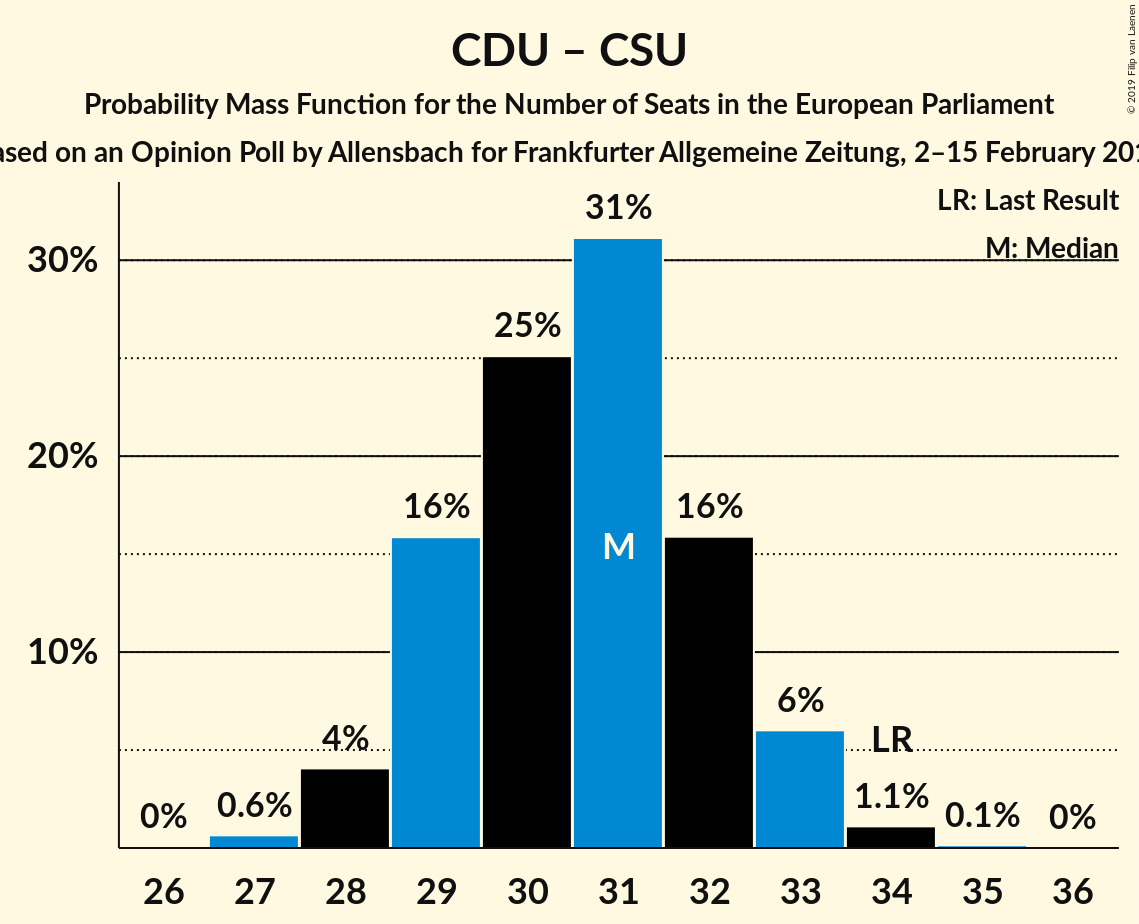 CDU – CSU
Probability Mass Function for the Number of Seats in the European Parliament
on an Opinion Poll by Allensbach for Frankfurter Allgemeine Zeitung, 2–15 February
© 2019 Filip van Laenen
LR: Last Result
M: Median
30%
20%
10%
0%
0.6%
4%
16%
25%
31%
M
16%
6%
LR
1.1%
0.1%
0%
26 27 28 29 30 31 32 33 34 35 36